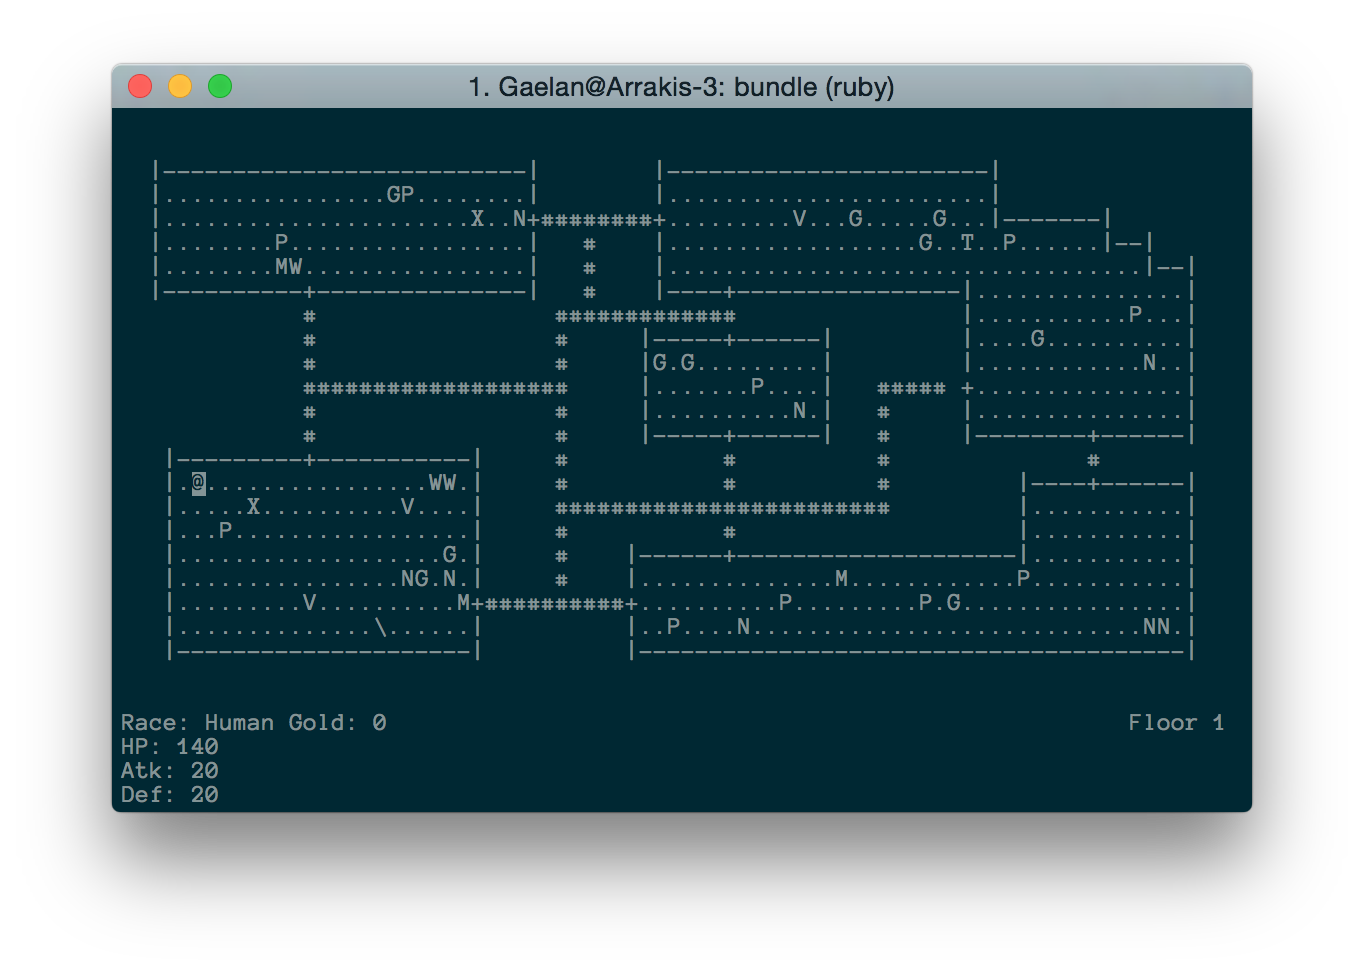 1. Gaelan@Arrakis-3: bundle (ruby)
  |--------------------------|        |-----------------------|
  |................GP........|        |.......................|
  |......................X..N+########+.........V...G.....G...|-------|
  |........P.................|   #    |..................G..T..P......|--|
  |........MW................|   #    |..................................|--|
  |----------+---------------|   #    |----+----------------|...............|
             #                 #############                |...........P...|
             #                 #     |-----+------|         |....G..........|
             #                 #     |G.G.........|         |............N..|
             ###################     |.......P....|   ##### +...............|
             #                 #     |..........N.|   #     |...............|
             #                 #     |-----+------|   #     |--------+------|
   |---------+-----------|     #           #          #              #
   |.@................WW.|     #           #          #         |----+------|
   |.....X..........V....|     ########################         |...........|
   |...P.................|     #           #                    |...........|
   |...................G.|     #    |------+--------------------|...........|
   |................NG.N.|     #    |..............M............P...........|
   |.........V..........M+##########+..........P.........P.G................|
   |..............\......|          |..P....N............................NN.|
   |---------------------|          |---------------------------------------|
Race: Human Gold: 0                                                     Floor 1
HP: 140
Atk: 20
Def: 20